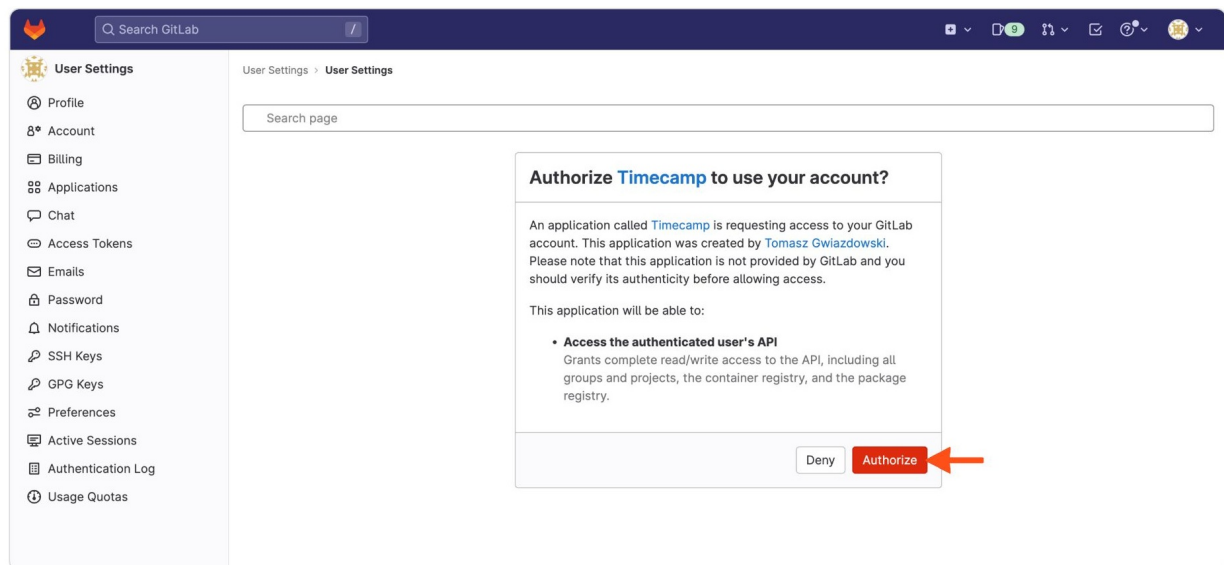 Search GitLab
/
9
User Settings
User Settings › User Settings
Profile
Account
Billing
Applications
Chat
Access Tokens
Emails
Password
Notifications
SSH Keys
GPG Keys
Preferences
Active Sessions
Authentication Log
Usage Quotas
Search page
Authorize Timecamp to use your account?
An application called Timecamp is requesting access to your GitLab
account. This application was created by Tomasz Gwiazdowski.
Please note that this application is not provided by GitLab and you
should verify its authenticity before allowing access.
This application will be able to:
• Access the authenticated user's API
Grants complete read/write access to the API, including all
groups and projects, the container registry, and the package
registry.
Deny
Authorize